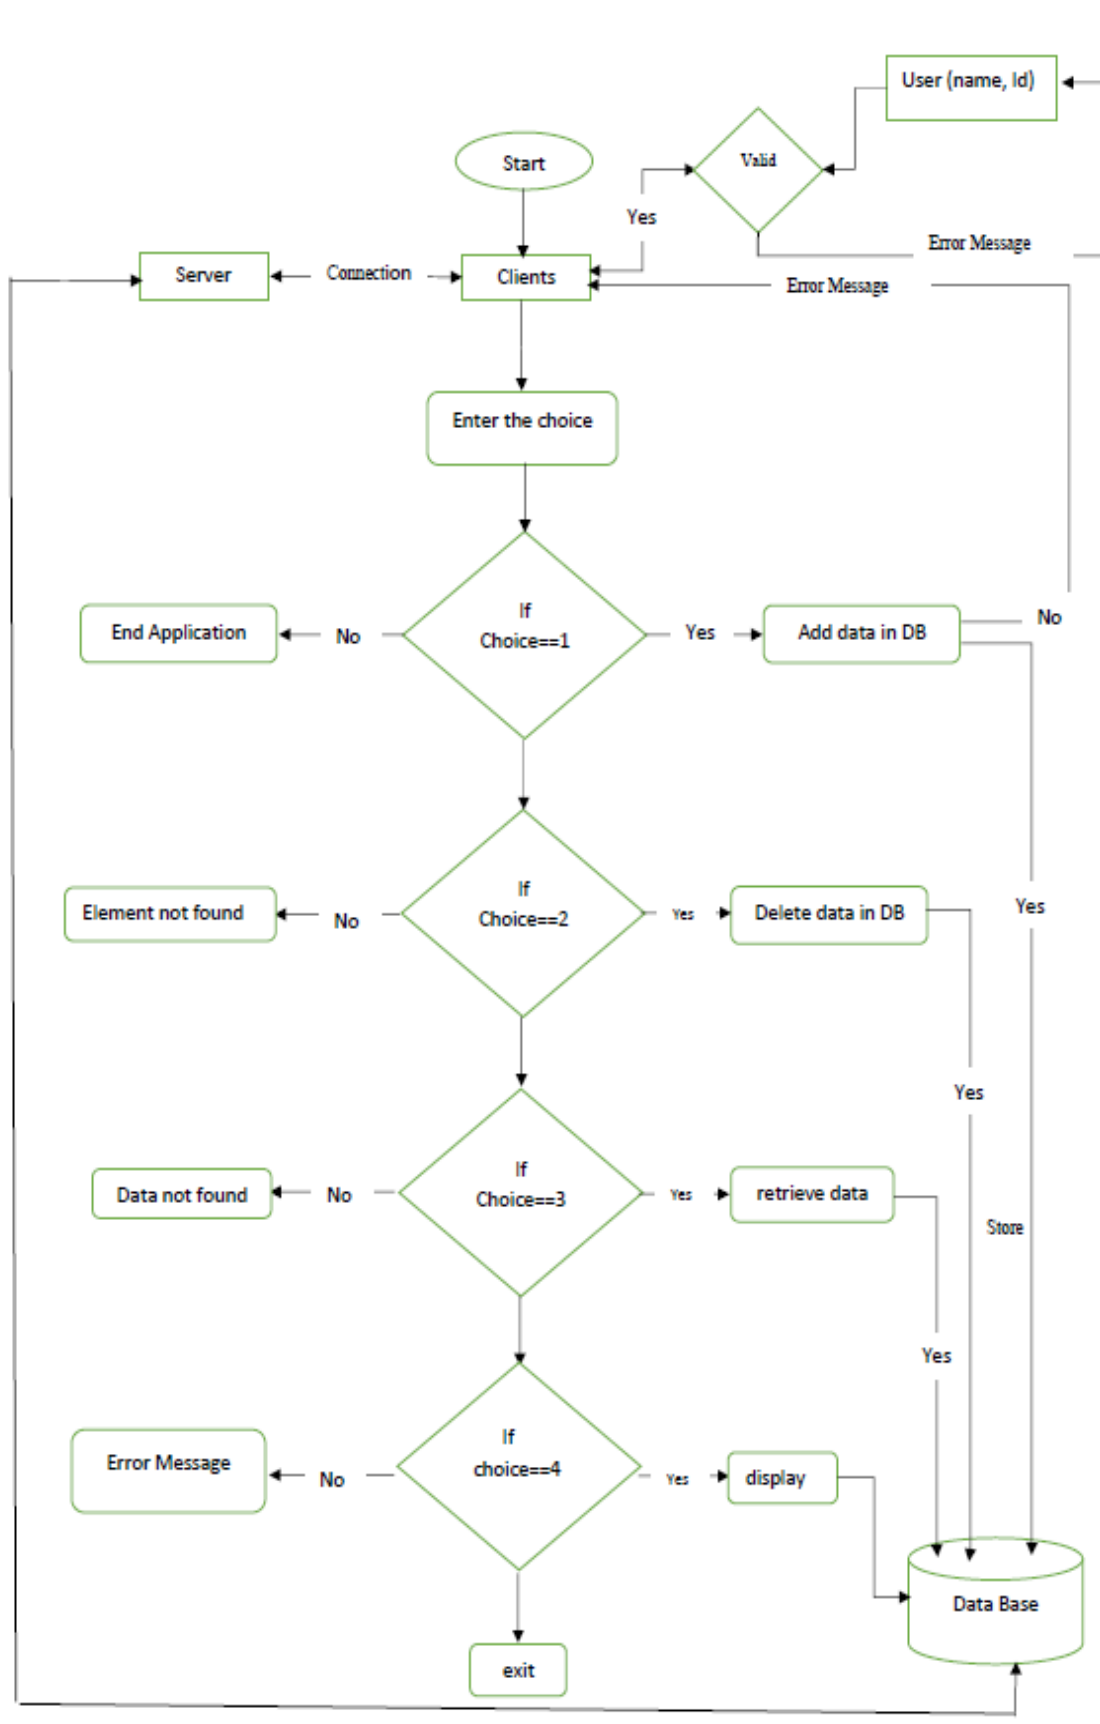 User (name, Id)
Valid
Start
Yes
Error Message
Server
Connection
Clients
Error Message
Enter the choice
If
Choice==1
End Application
No
Yes
Add data in DB
No
If
Choice==2
Element not found
No
Yes
Delete data in DB
Yes
Yes
If
Choice==3
Data not found
No
Yes
retrieve data
Store
Yes
If
choice==4
Error Message
No
Yes
display
Data Base
exit